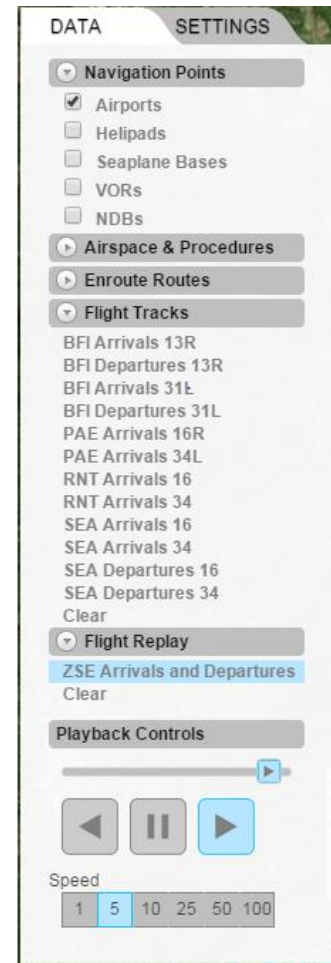 DATA SETTINGS
Navigation Points
Airports
Helipads
Seaplane Bases
VORs
NDBs
Airspace & Procedures
Enroute Routes
Flight Tracks
BFI Arrivals 13R
BFI Departures 13R
BFI Arrivals 31L
BFI Departures 31L
PAE Arrivals 16R
PAE Arrivals 34L
RNT Arrivals 16
RNT Arrivals 34
SEA Arrivals 16
SEA Arrivals 34
SEA Departures 16
SEA Departures 34
Clear
Flight Replay
ZSE Arrivals and Departures
Clear
Playback Controls
Speed
1 5 10 25 50 100